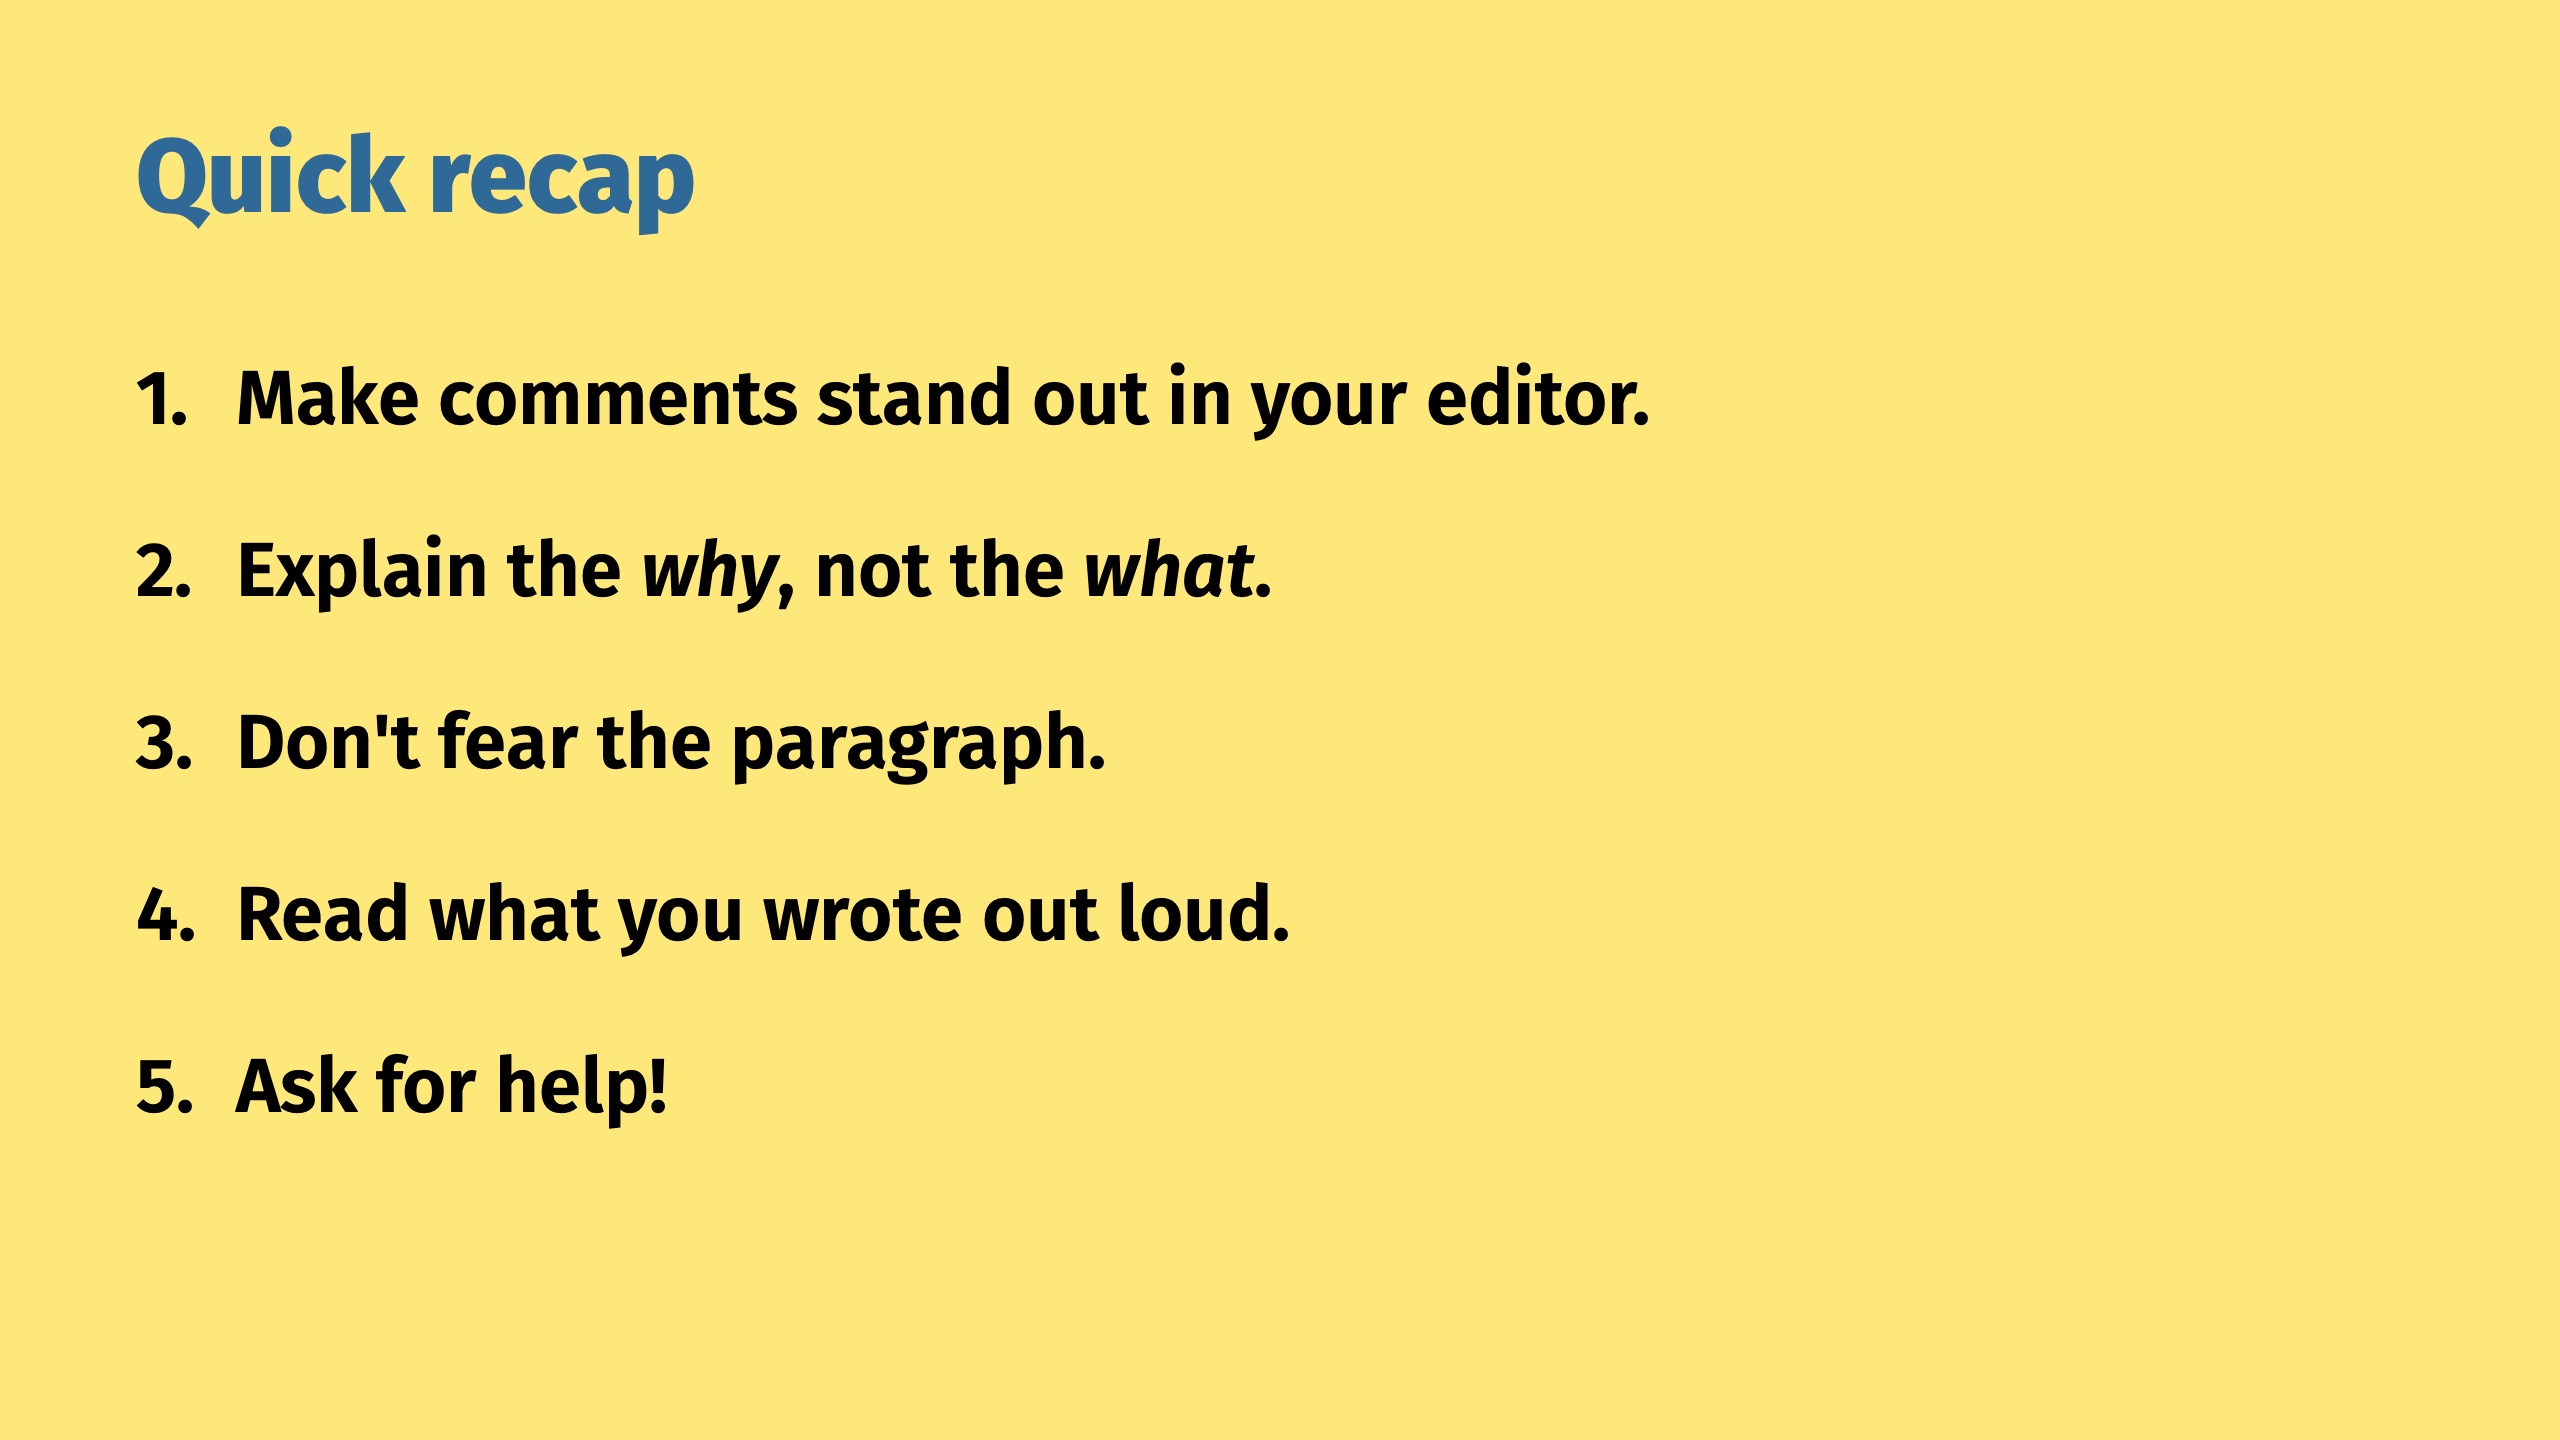 Quick recap
1. Make comments stand out in your editor.
2. Explain the why, not the what.
3. Don't fear the paragraph.
4. Read what you wrote out loud.
5. Ask for help!